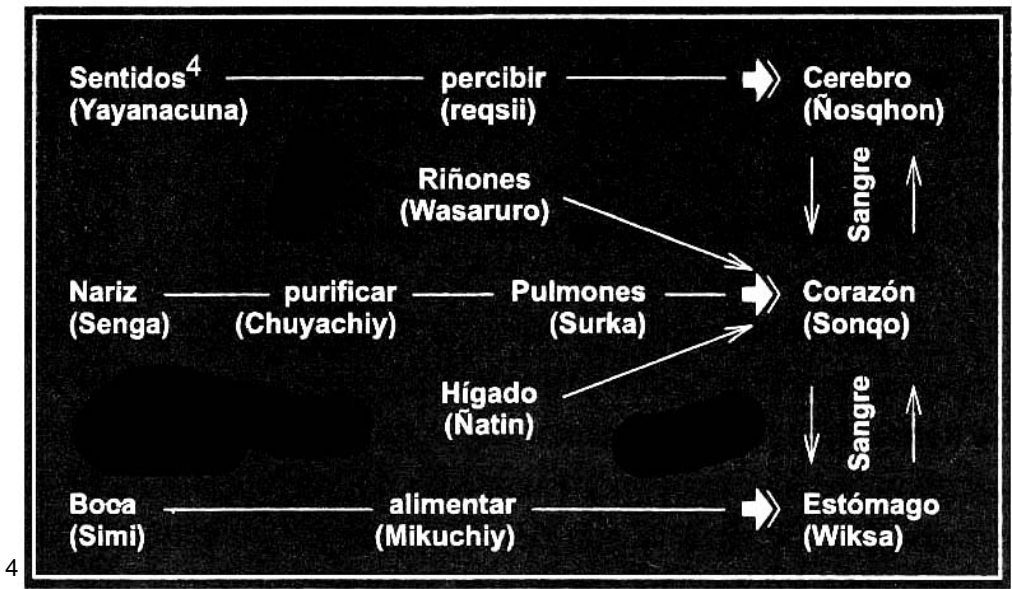 Sentidos4 percibir Cerebro
(Yayanacuna) (reqsii) (Ñosqhon)
Sangre
Riñones
(Wasaruro)
Nariz purificar Pulmones Corazón
(Senga) (Chuyachiy) (Surka) (Sonqo)
Hígado
(Ñatin)
Sangre
Boca alimentar Estómago
(Simi) (Mikuchiy) (Wiksa)
4